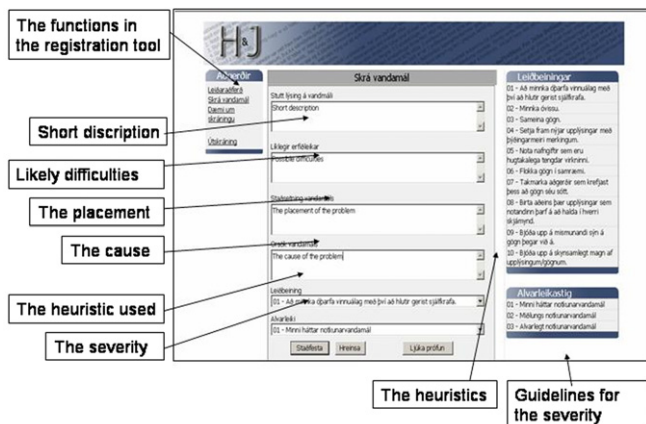 The functions in
the registration tool
Short discription
Likely difficulties
The placement
The cause
The heuristic used
The severity
H&J
Aðgerðir
Leiðaraðferð
Skrá vandamál
Dæmi um
skráningu
Útskráning
Skrá vandamál
Stutt lýsing á vandmáli
Short description
Líklegir erfiðleikar
Possible difficulties
Staðsetning vandamáls
The placement of the problem
Orsök vandamáls
The cause of the problem
Leiðbeining
01 - Að minnka óþarfa vinnuálag með því að hlutir gerist sjálfkrafa.
Alvarleiki
01 - Minni háttar notkunarvandamál
Staðfesta
Hreinsa
Ljúka prófun
Leiðbeiningar
01 - Að minnka óþarfa vinnuálag með
því að hlutir gerist sjálfkrafa.
02 - Minnka óvissu.
03 - Sameina gögn.
04 - Setja fram nýjar upplýsingar með
þýðingarmeiri merkingum.
05 - Nota nafngiftir sem eru
hugtakalega tengdar virkninni.
06 - Flokka gögn í samræmi.
07 - Takmarka aðgerðir sem krefjast
þess að gögn séu sótt.
08 - Birta aðeins þær upplýsingar sem
notandinn þarf á að halda í hverri
skjámynd.
09 - Bjóða upp á mismunandi sýn á
gögn þegar við á.
10 - Bjóða upp á skynsamlegt magn af
upplýsingum/gögnum.
Alvarleikastig
01 - Minni háttar notkunarvandamál
02 - Miðlungs notkunarvandamál
03 - Alvarlegt notkunarvandamál
The heuristics
Guidelines for
the severity